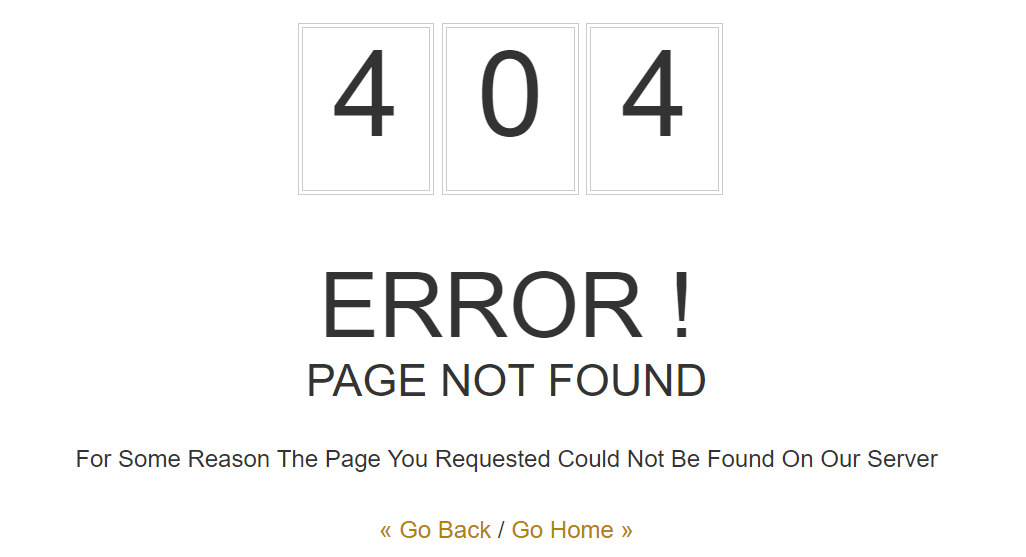 4 0 4
ERROR !
PAGE NOT FOUND
For Some Reason The Page You Requested Could Not Be Found On Our Server
« Go Back / Go Home »